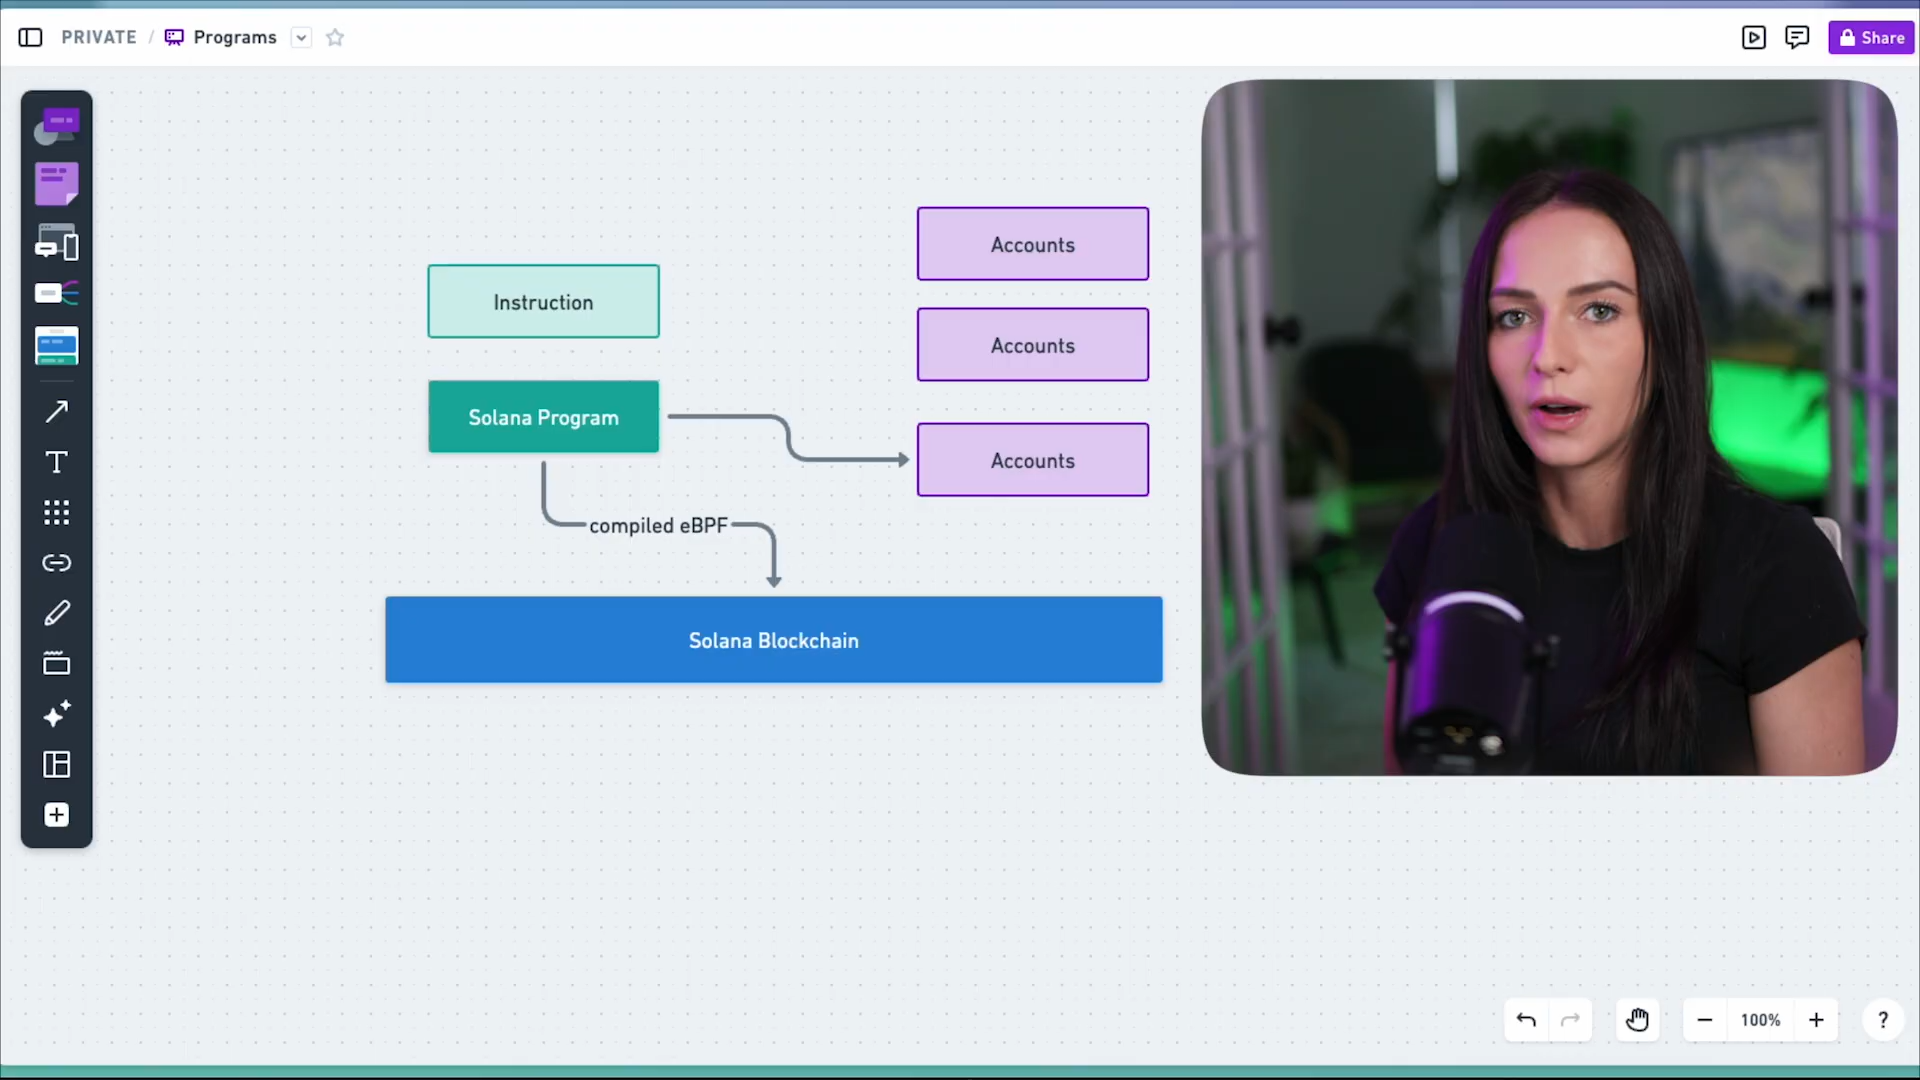 PRIVATE / Programs
Share
Instruction
Solana Program
Accounts
Accounts
Accounts
compiled eBPF
Solana Blockchain
100%
?